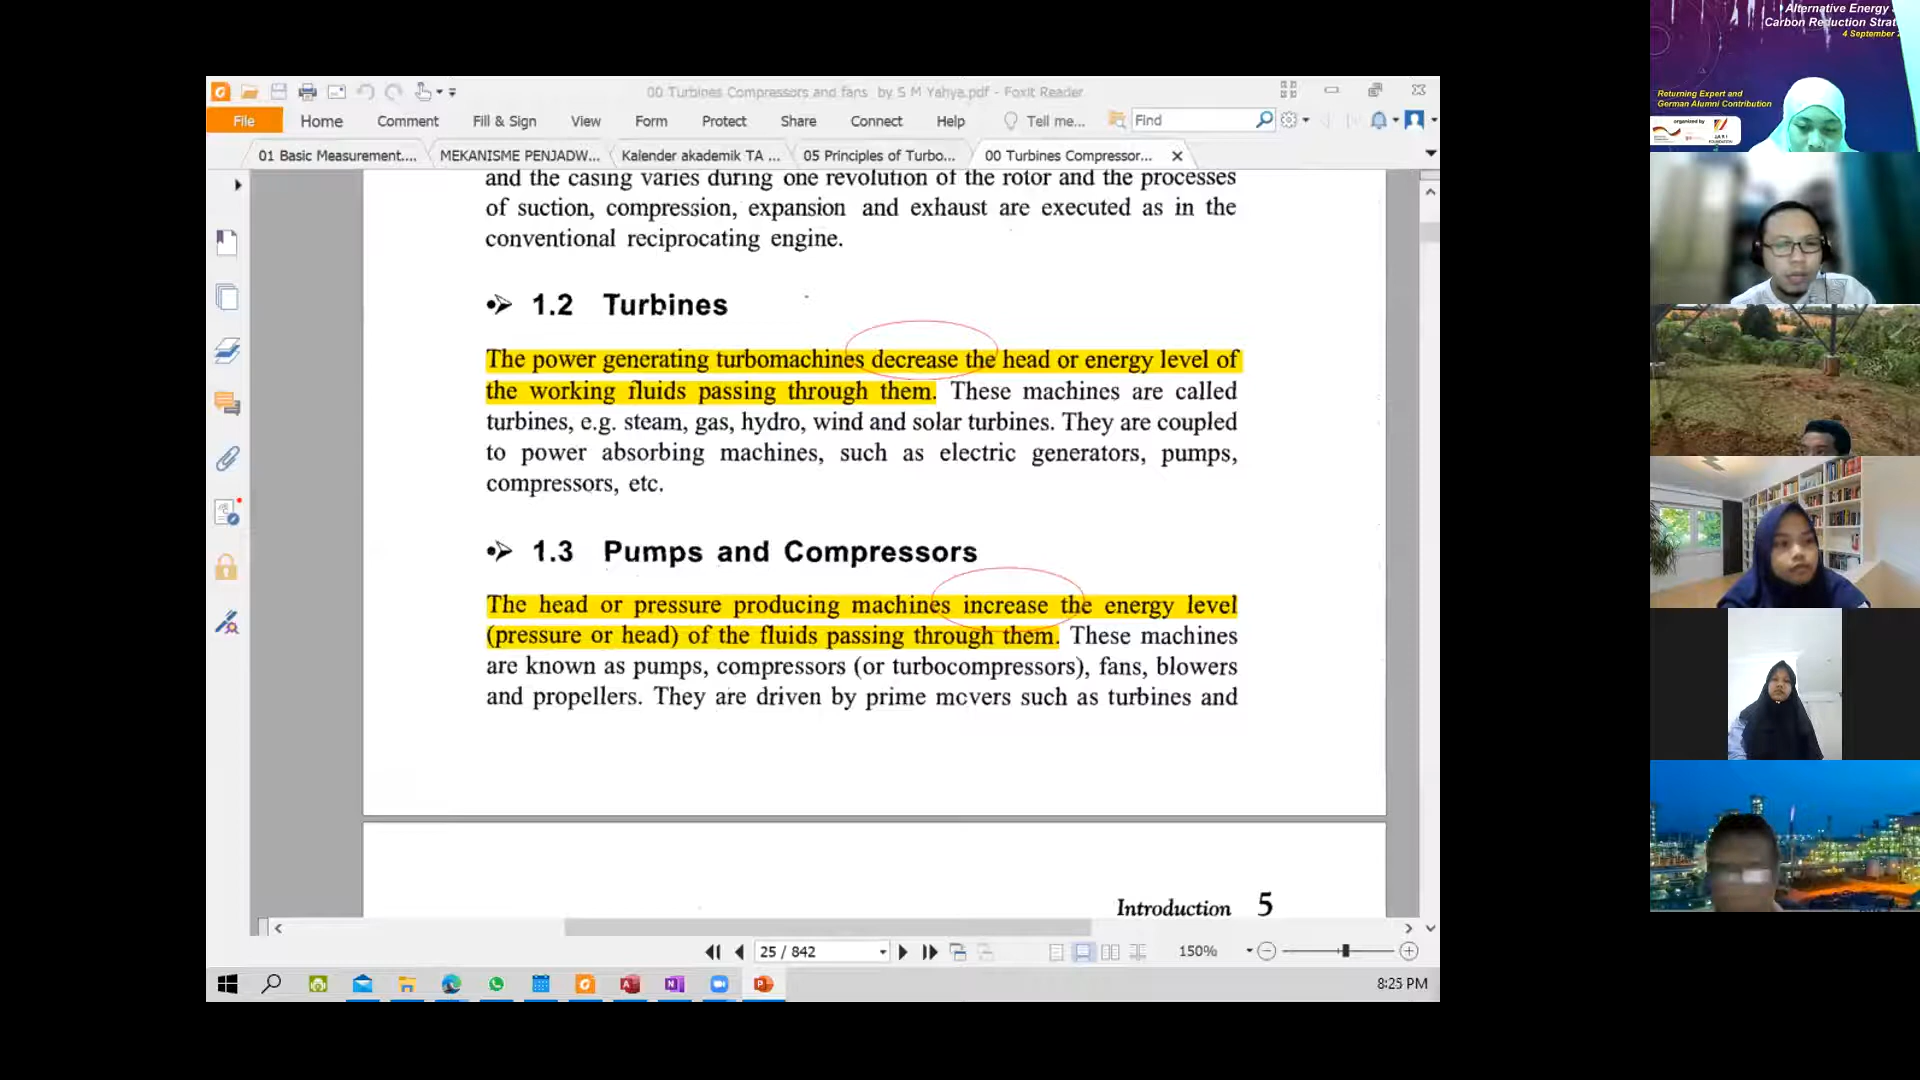 00 Turbines Compressors and fans by S M Yahya.pdf - Foxit Reader
File Home Comment Fill & Sign View Form Protect Share Connect Help Tell me... Find
01 Basic Measurement.... MEKANISME PENJADW... Kalender akademik TA ... 05 Principles of Turbo... 00 Turbines Compressor...
and the casing varies during one revolution of the rotor and the processes
of suction, compression, expansion and exhaust are executed as in the
conventional reciprocating engine.
1.2 Turbines
The power generating turbomachines decrease the head or energy level of
the working fluids passing through them. These machines are called
turbines, e.g. steam, gas, hydro, wind and solar turbines. They are coupled
to power absorbing machines, such as electric generators, pumps,
compressors, etc.
1.3 Pumps and Compressors
The head or pressure producing machines increase the energy level
(pressure or head) of the fluids passing through them. These machines
are known as pumps, compressors (or turbocompressors), fans, blowers
and propellers. They are driven by prime movers such as turbines and
Introduction 5
25 / 842
150%
8:25 PM
Alternative Energy
Carbon Reduction Strat
4 September
Returning Expert and
German Alumni Contribution
organized by